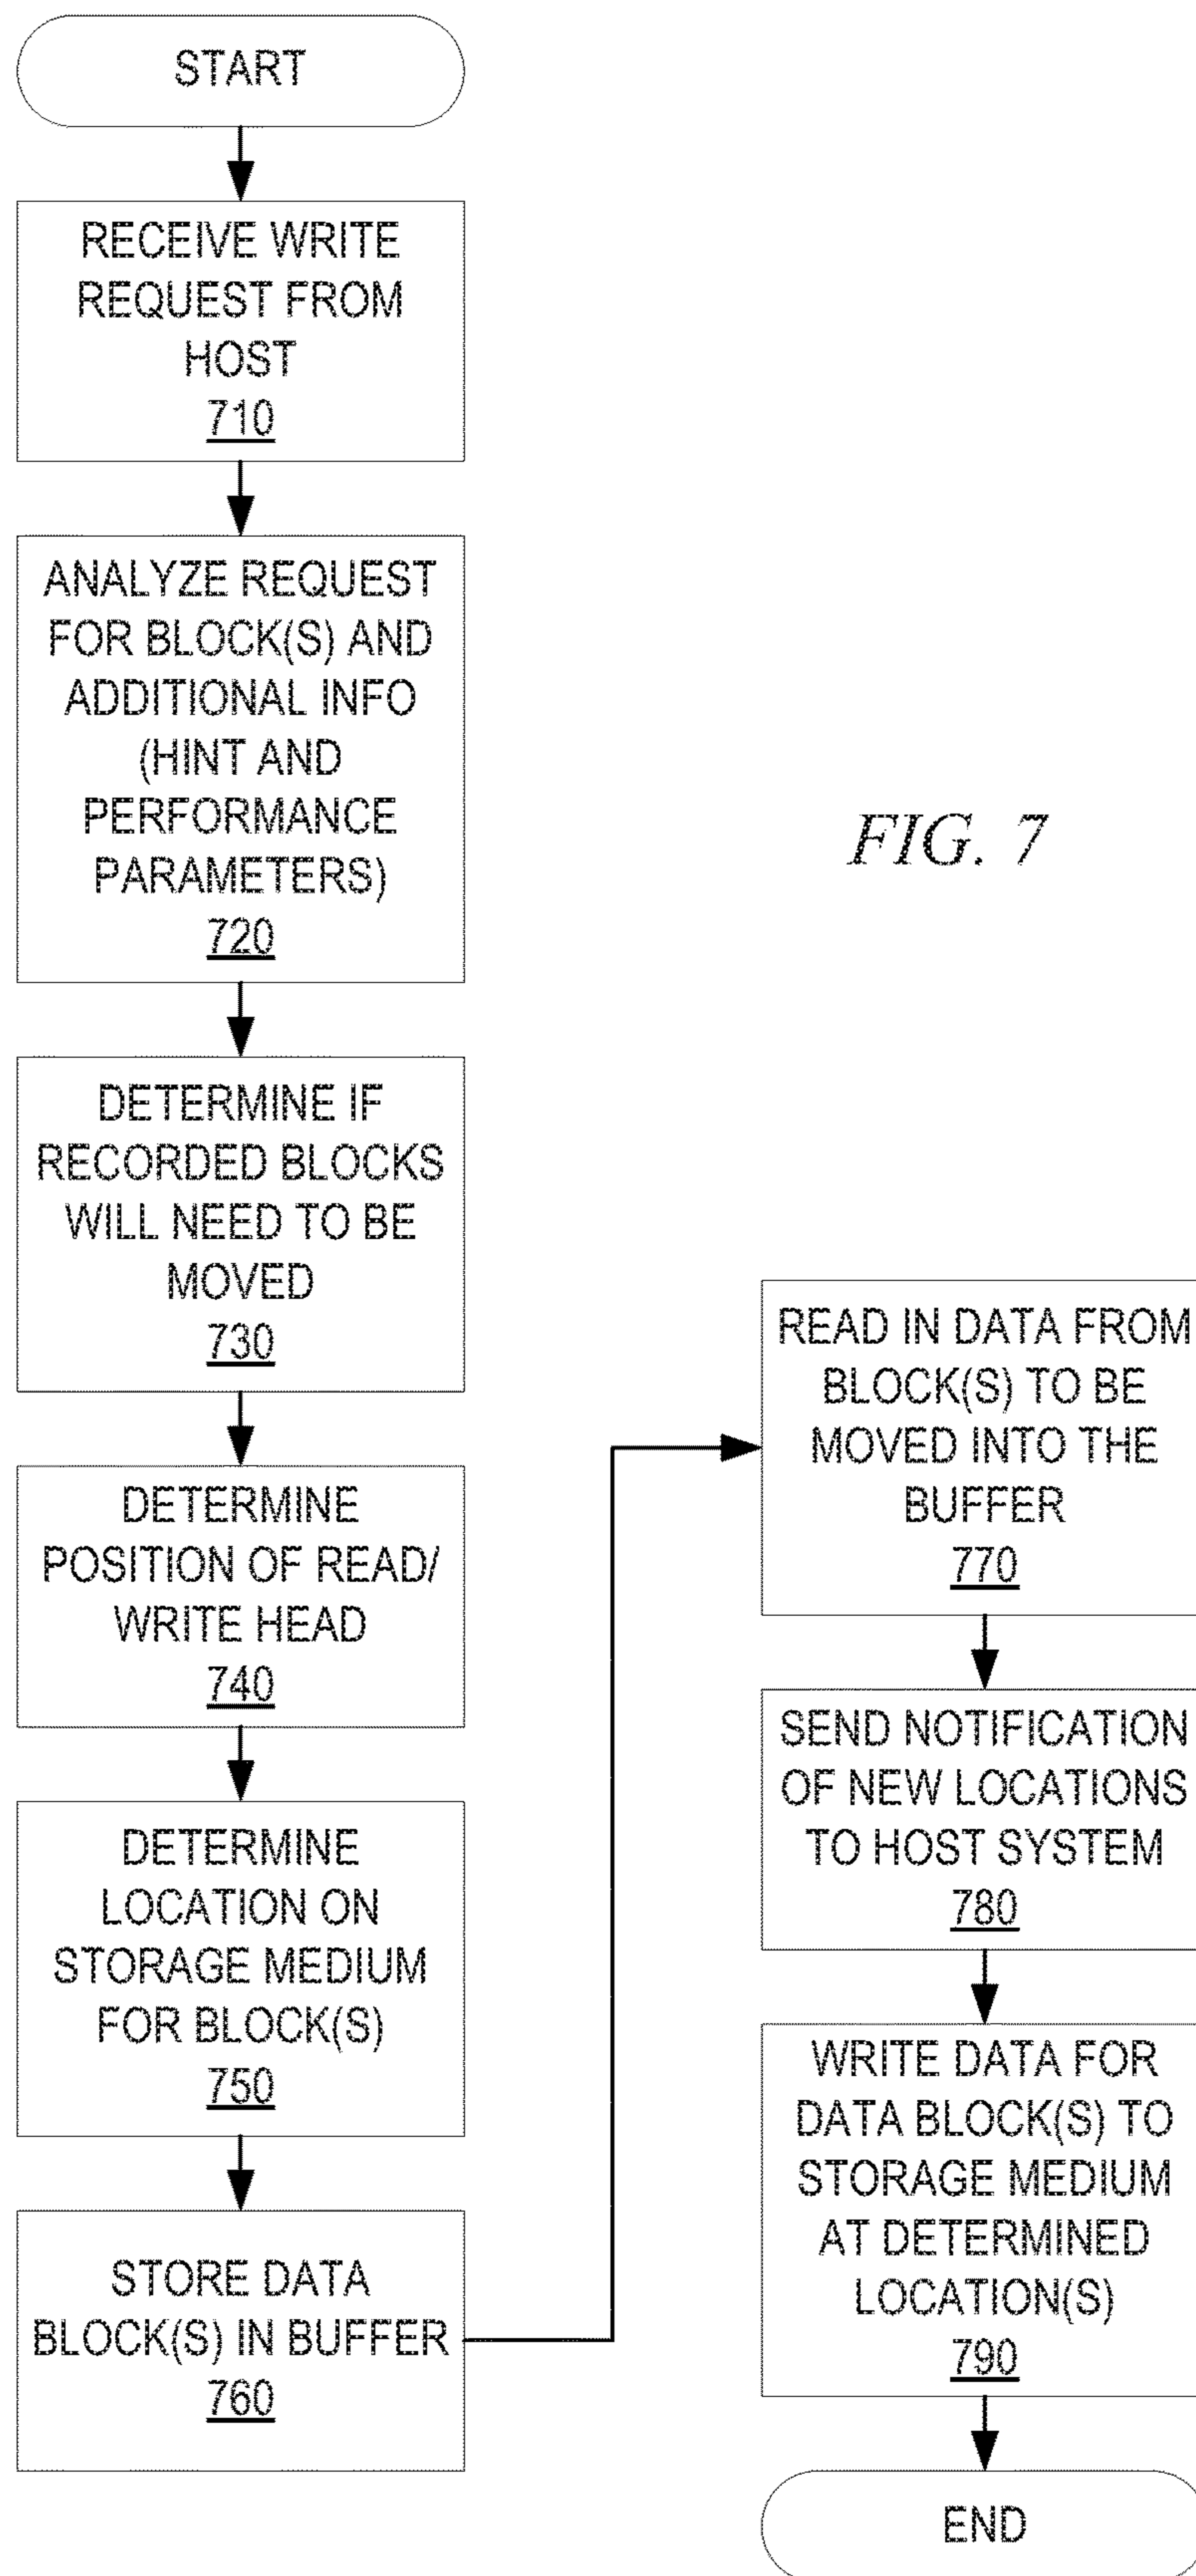 START
RECEIVE WRITE
REQUEST FROM
HOST
710
ANALYZE REQUEST
FOR BLOCK(S) AND
ADDITIONAL INFO
(HINT AND
PERFORMANCE
PARAMETERS)
720
DETERMINE IF
RECORDED BLOCKS
WILL NEED TO BE
MOVED
730
DETERMINE
POSITION OF READ/
WRITE HEAD
740
DETERMINE
LOCATION ON
STORAGE MEDIUM
FOR BLOCK(S)
750
STORE DATA
BLOCK(S) IN BUFFER
760
FIG. 7
READ IN DATA FROM
BLOCK(S) TO BE
MOVED INTO THE
BUFFER
770
SEND NOTIFICATION
OF NEW LOCATIONS
TO HOST SYSTEM
780
WRITE DATA FOR
DATA BLOCK(S) TO
STORAGE MEDIUM
AT DETERMINED
LOCATION(S)
790
END